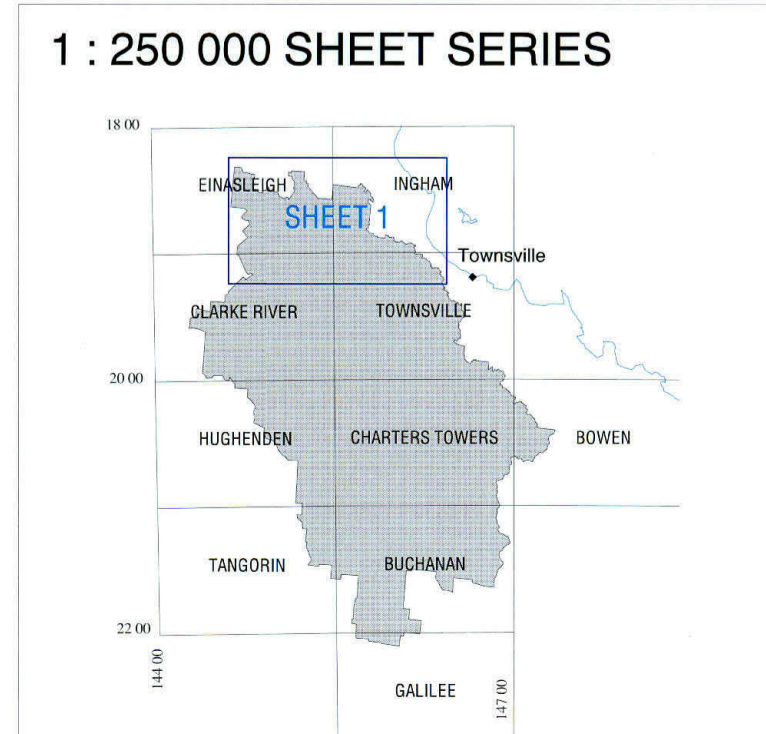 1 : 250 000 SHEET SERIES
18 00
EINASLEIGH
INGHAM
SHEET 1
Townsville
CLARKE RIVER
TOWNSVILLE
20 00
HUGHENDEN
CHARTERS TOWERS
BOWEN
TANGORIN
BUCHANAN
22 00
144 00
147 00
GALILEE